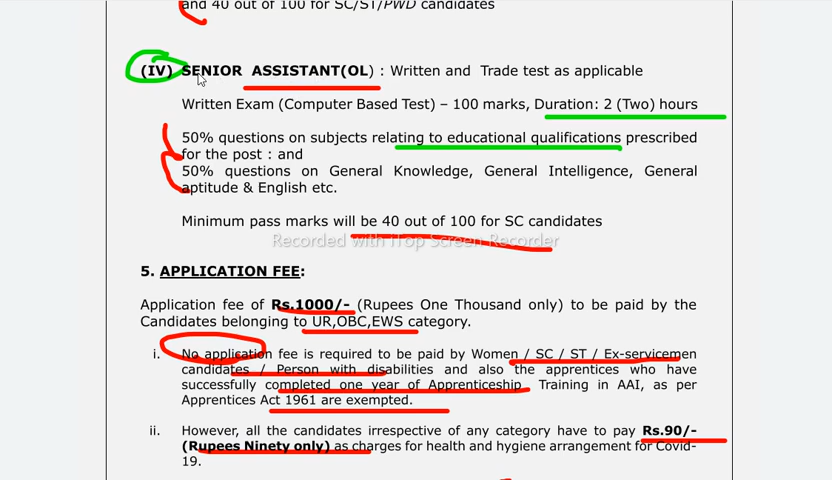 and 40 out of 100 for SC/ST/PWD candidates
(IV) SENIOR ASSISTANT(OL) : Written and Trade test as applicable
Written Exam (Computer Based Test) – 100 marks, Duration: 2 (Two) hours
50% questions on subjects relating to educational qualifications prescribed
for the post : and
50% questions on General Knowledge, General Intelligence, General
aptitude & English etc.
Minimum pass marks will be 40 out of 100 for SC candidates
Recorded with iTop Screen Recorder
5. APPLICATION FEE:
Application fee of Rs.1000/- (Rupees One Thousand only) to be paid by the
Candidates belonging to UR,OBC,EWS category.
i. No application fee is required to be paid by Women / SC / ST / Ex-servicemen
candidates / Person with disabilities and also the apprentices who have
successfully completed one year of Apprenticeship Training in AAI, as per
Apprentices Act 1961 are exempted.
ii. However, all the candidates irrespective of any category have to pay Rs.90/-
(Rupees Ninety only) as charges for health and hygiene arrangement for Covid-
19.